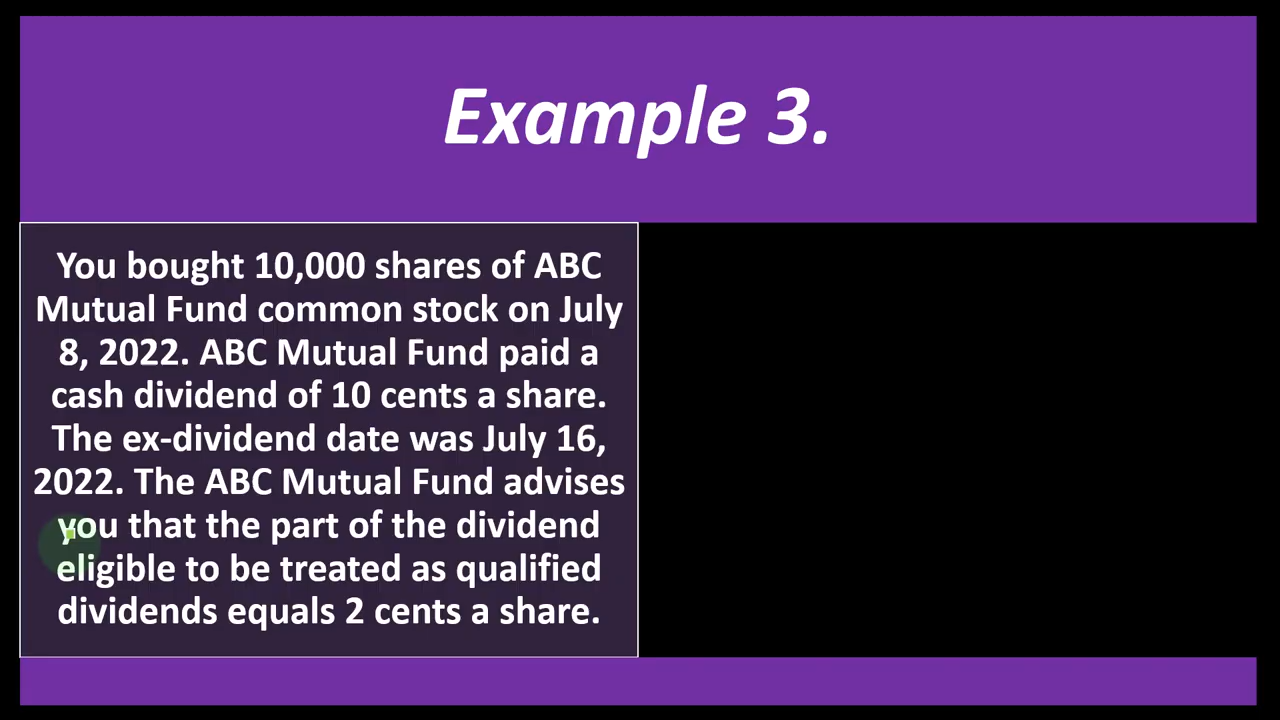 Example 3.
You bought 10,000 shares of ABC
Mutual Fund common stock on July
8, 2022. ABC Mutual Fund paid a
cash dividend of 10 cents a share.
The ex-dividend date was July 16,
2022. The ABC Mutual Fund advises
you that the part of the dividend
eligible to be treated as qualified
dividends equals 2 cents a share.